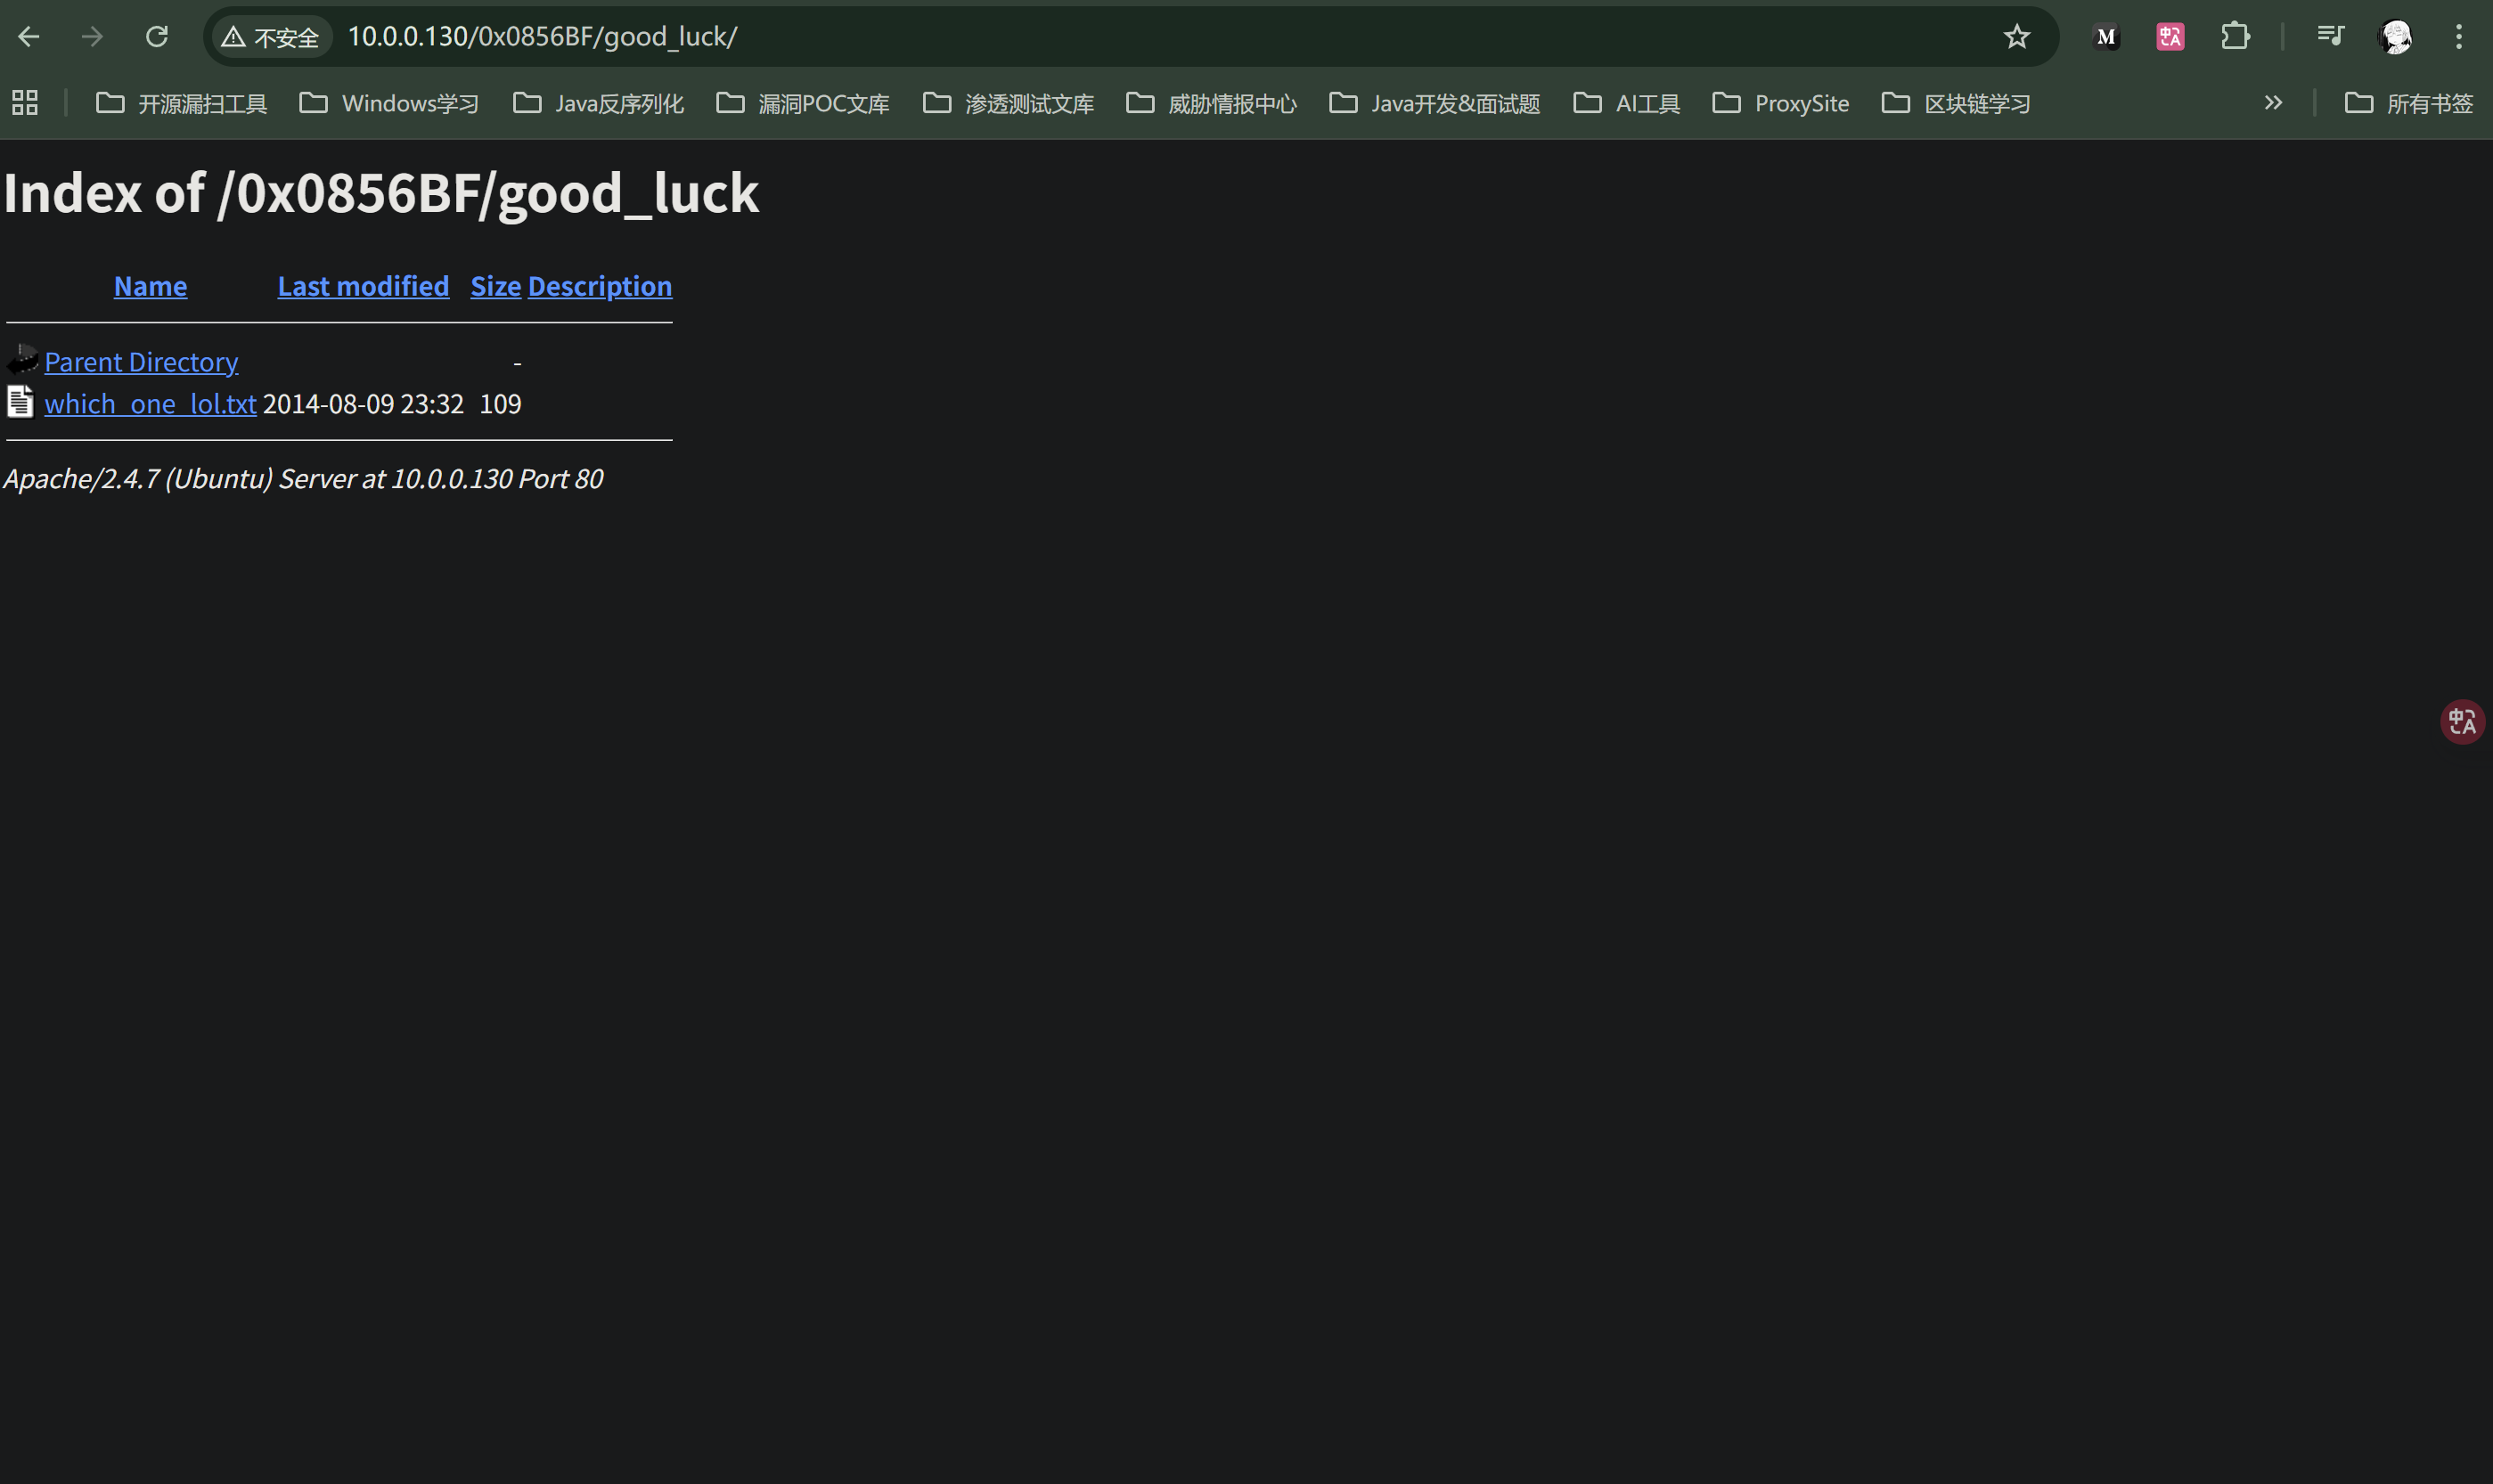 不安全 10.0.0.130/0x0856BF/good_luck/
M 中A
开源漏扫工具 Windows学习 Java反序列化 漏洞POC文库 渗透测试文库 威胁情报中心 Java开发&面试题 AI工具 ProxySite 区块链学习 所有书签
Index of /0x0856BF/good_luck
Name Last modified Size Description
Parent Directory -
which_one_lol.txt 2014-08-09 23:32 109
Apache/2.4.7 (Ubuntu) Server at 10.0.0.130 Port 80
中A